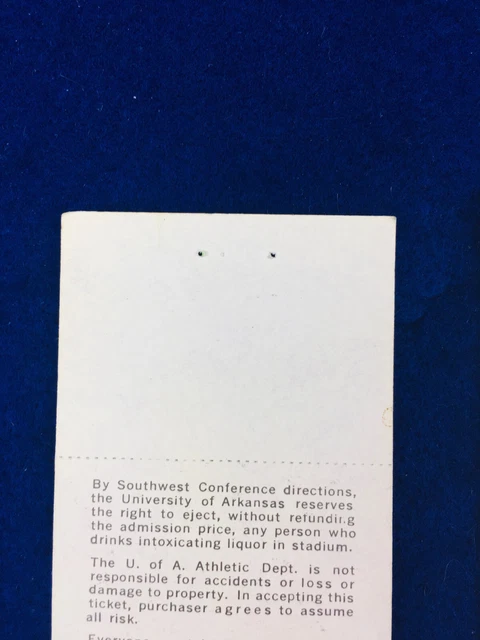 By Southwest Conference directions,
the University of Arkansas reserves
the right to eject, without refunding
the admission price, any person who
drinks intoxicating liquor in stadium.
The U. of A. Athletic Dept. is not
responsible for accidents or loss or
damage to property. In accepting this
ticket, purchaser agrees to assume
all risk.